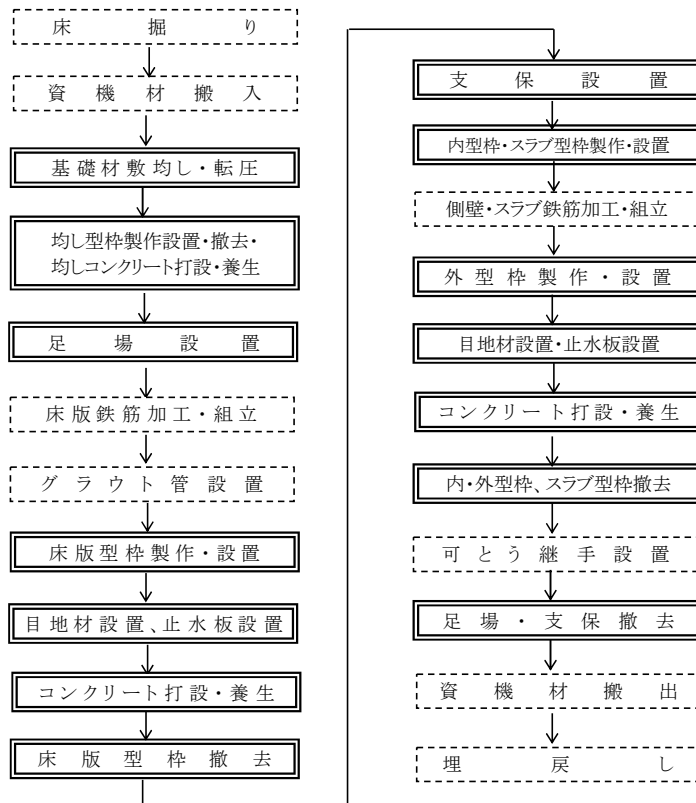 床掘り
資機材搬入
基礎材敷均し・転圧
均し型枠製作設置・撤去・
均しコンクリート打設・養生
足場設置
床版鉄筋加工・組立
グラウト管設置
床版型枠製作・設置
目地材設置、止水板設置
コンクリート打設・養生
床版型枠撤去
支保設置
内型枠・スラブ型枠製作・設置
側壁・スラブ鉄筋加工・組立
外型枠製作・設置
目地材設置・止水板設置
コンクリート打設・養生
内・外型枠、スラブ型枠撤去
可とう継手設置
足場・支保撤去
資機材搬出
埋戻し